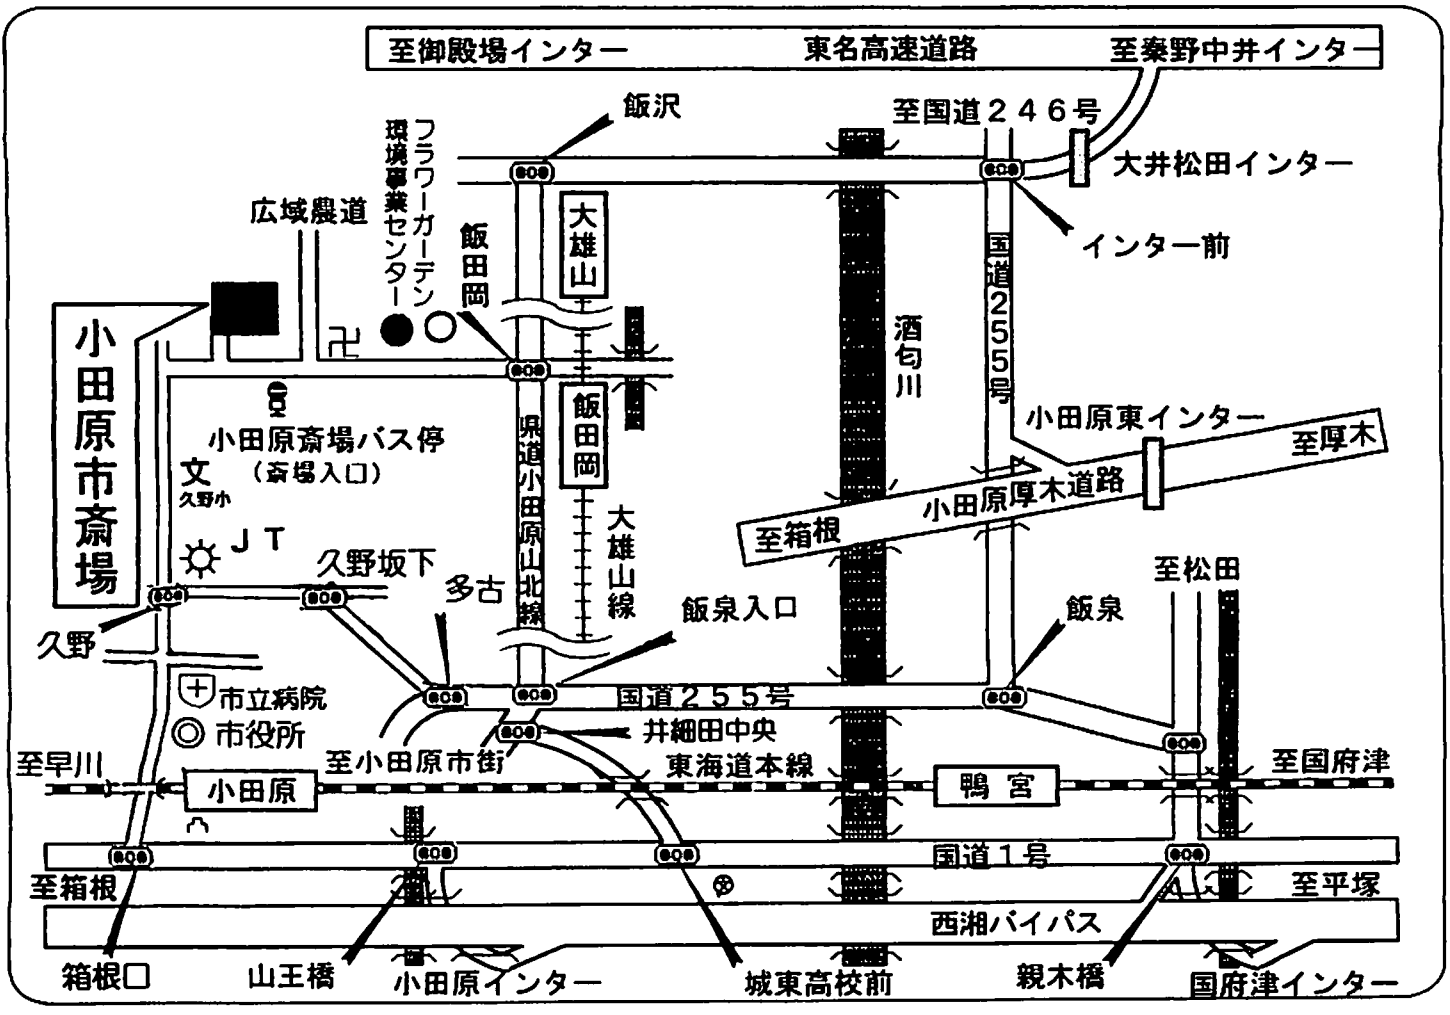 至御殿場インター
東名高速道路
至秦野中井インター
飯沢
至国道２４６号
大井松田インター
インター前
広域農道
環境事業センター
フラワーガーデン
飯田岡
大雄山
国道２５５号
酒匂川
小田原市斎場
小田原斎場バス停
（斎場入口）
文
久野小
ＪＴ
県道小田原山北線
飯田岡
大雄山線
小田原東インター
至厚木
小田原厚木道路
至箱根
久野坂下
多古
飯泉入口
飯泉
至松田
久野
市立病院
市役所
国道２５５号
井細田中央
至早川
小田原
至小田原市街
東海道本線
鴨宮
至国府津
国道１号
至箱根
至平塚
西湘バイパス
箱根口
山王橋
小田原インター
城東高校前
親木橋
国府津インター